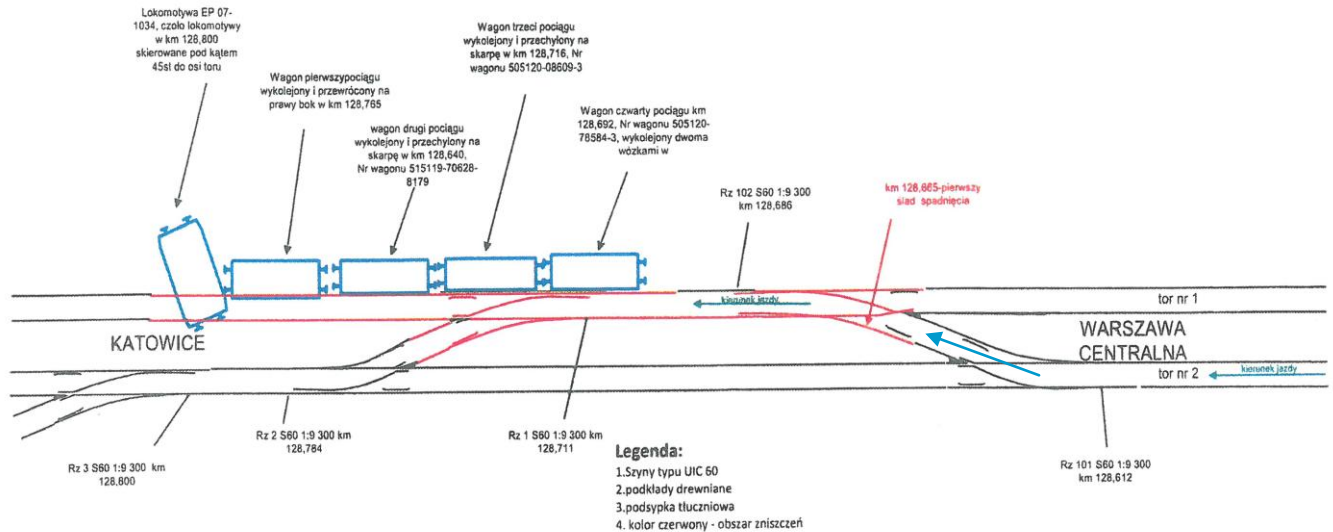 Lokomotywa EP 07-
1034, czoło lokomotywy
w km 128,800
skierowane pod kątem
45st do osi toru
Wagon pierwszypociągu
wykolejony i przewrócony na
prawy bok w km 128,765
wagon drugi pociągu
wykolejony i przechylony na
skarpę w km 128,640,
Nr wagonu 515119-70628-
8179
Wagon trzeci pociągu
wykolejony i przechylony na
skarpę w km 128,716, Nr
wagonu 505120-08609-3
Wagon czwarty pociągu km
128,692, Nr wagonu 505120-
78584-3, wykolejony dwoma
wózkami w
Rz 102 S60 1:9 300
km 128,686
km 128,665-pierwszy
slad spadnięcia
kierunek jazdy
tor nr 1
KATOWICE
WARSZAWA
CENTRALNA
tor nr 2
kierunek jazdy
Rz 3 S60 1:9 300 km
128,800
Rz 2 S60 1:9 300 km
128,784
Rz 1 S60 1:9 300 km
128,711
Rz 101 S60 1:9 300
km 128,612
Legenda:
1.Szyny typu UIC 60
2.podkłady drewniane
3.podsypka tłuczniowa
4. kolor czerwony - obszar zniszczeń